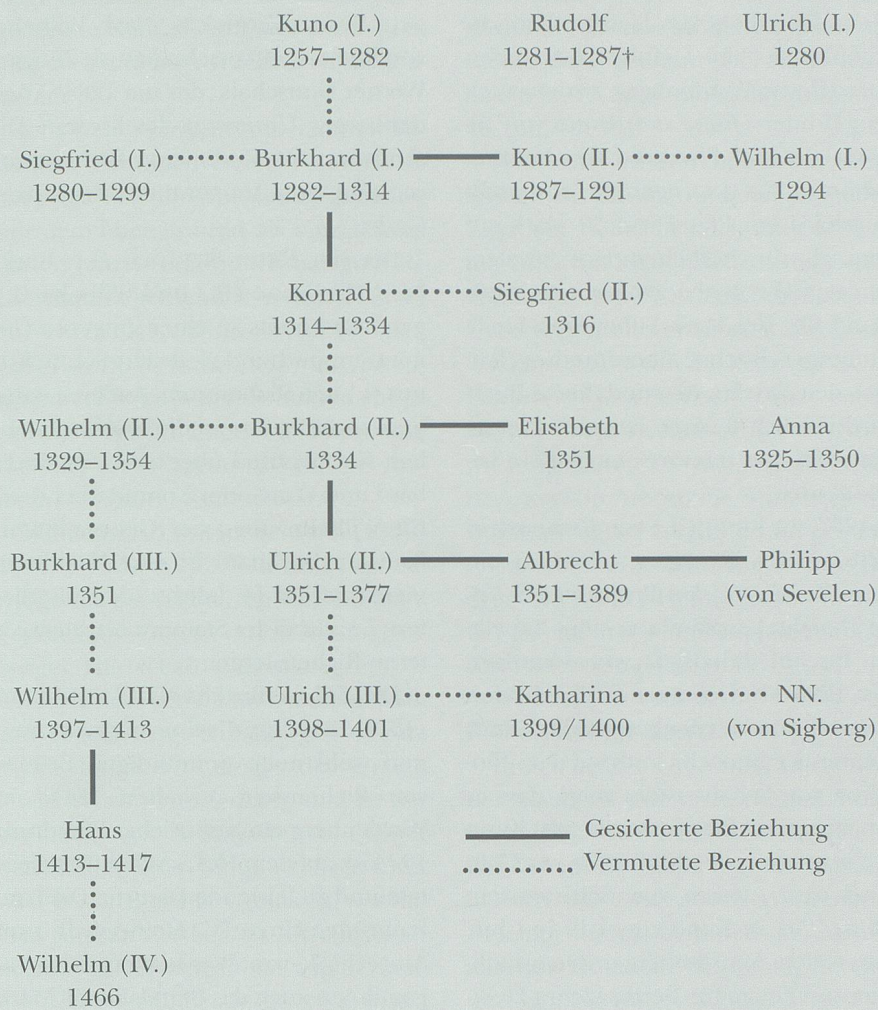 Kuno (I.) Rudolf Ulrich (I.)
1257–1282 1281–1287† 1280
Siegfried (I.) Burkhard (I.) Kuno (II.) Wilhelm (I.)
1280–1299 1282–1314 1287–1291 1294
Konrad Siegfried (II.)
1314–1334 1316
Wilhelm (II.) Burkhard (II.) Elisabeth Anna
1329–1354 1334 1351 1325–1350
Burkhard (III.) Ulrich (II.) Albrecht Philipp
1351 1351–1377 1351–1389 (von Sevelen)
Wilhelm (III.) Ulrich (III.) Katharina NN.
1397–1413 1398–1401 1399/1400 (von Sigberg)
Hans Gesicherte Beziehung
1413–1417 Vermutete Beziehung
Wilhelm (IV.)
1466